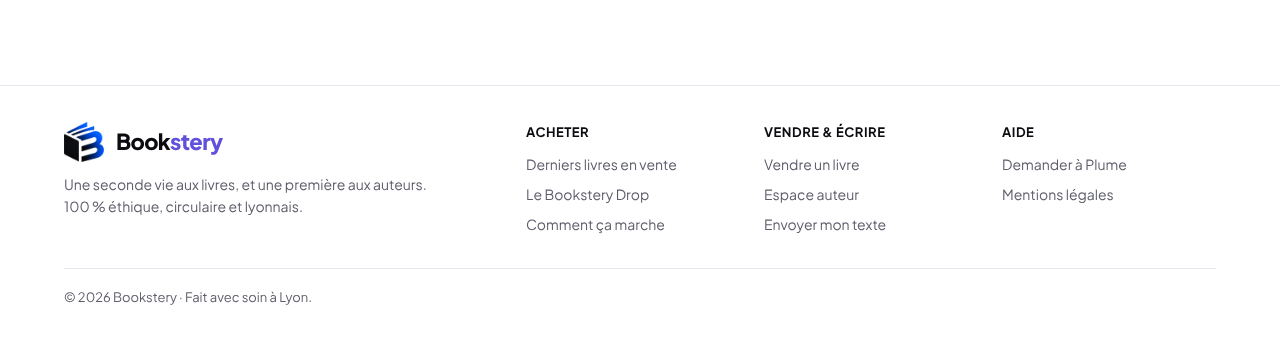 Bookstery
Une seconde vie aux livres, et une première aux auteurs.
100 % éthique, circulaire et lyonnais.
ACHETER
Derniers livres en vente
Le Bookstery Drop
Comment ça marche
VENDRE & ÉCRIRE
Vendre un livre
Espace auteur
Envoyer mon texte
AIDE
Demander à Plume
Mentions légales
© 2026 Bookstery · Fait avec soin à Lyon.